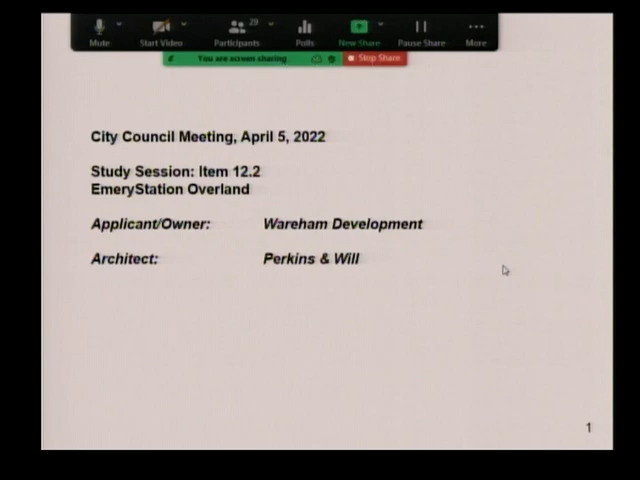 29
Mute
Start Video
Participants
Polls
New Share
Pause Share
More
You are screen sharing
Stop Share
City Council Meeting, April 5, 2022
Study Session: Item 12.2
EmeryStation Overland
Applicant/Owner: Wareham Development
Architect: Perkins & Will
1